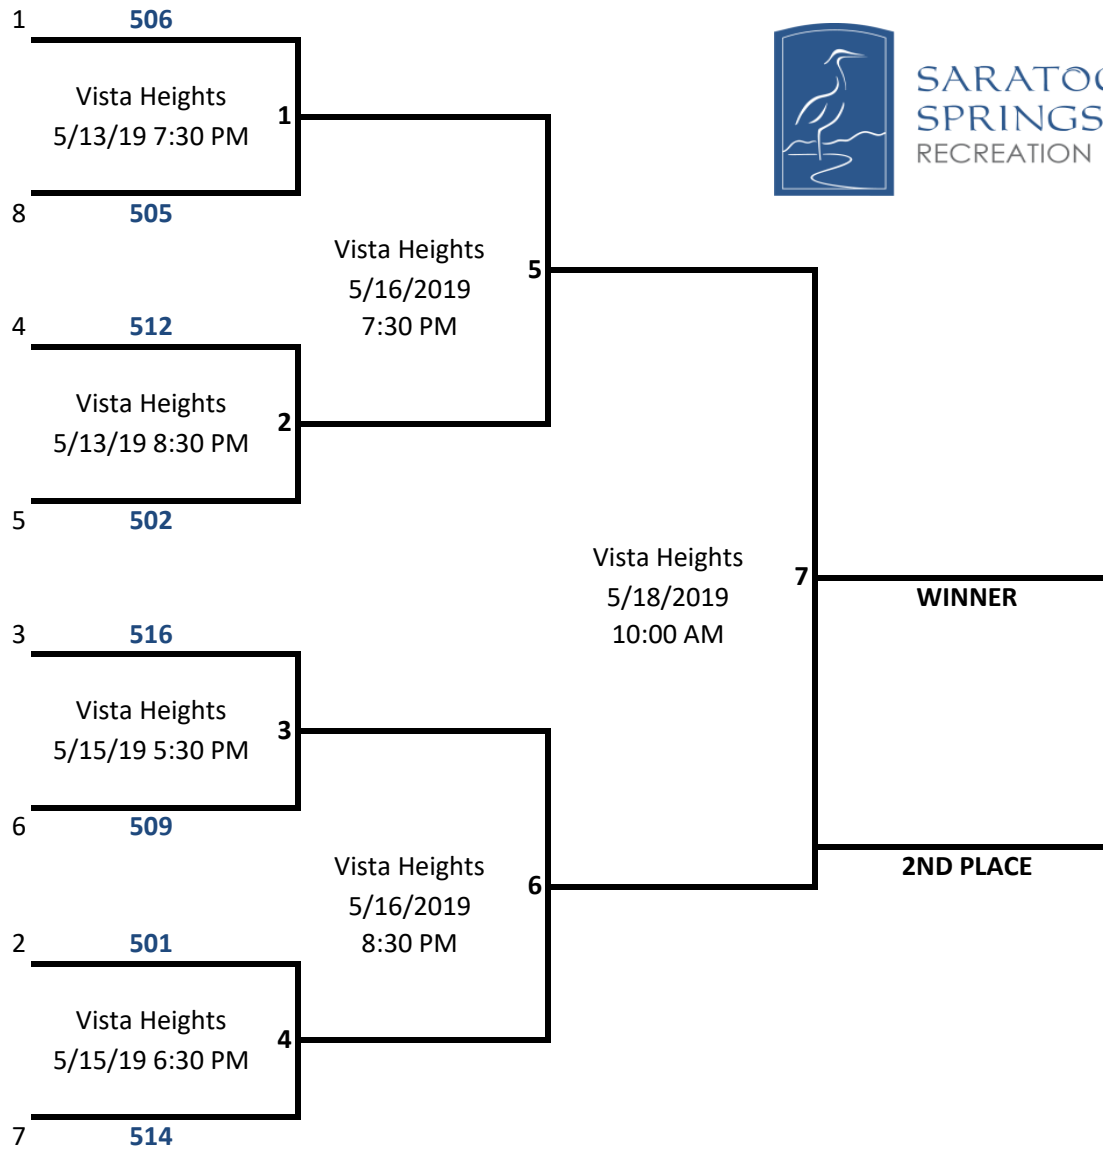 1 506
Vista Heights
5/13/19 7:30 PM
1
8 505
SPRINGS
RECREATION
Vista Heights
5/16/2019
7:30 PM
5
4 512
Vista Heights
5/13/19 8:30 PM
2
5 502
Vista Heights
5/18/2019
10:00 AM
7
WINNER
2ND PLACE
3 516
Vista Heights
5/15/19 5:30 PM
3
6 509
Vista Heights
5/16/2019
8:30 PM
6
2 501
Vista Heights
5/15/19 6:30 PM
4
7 514